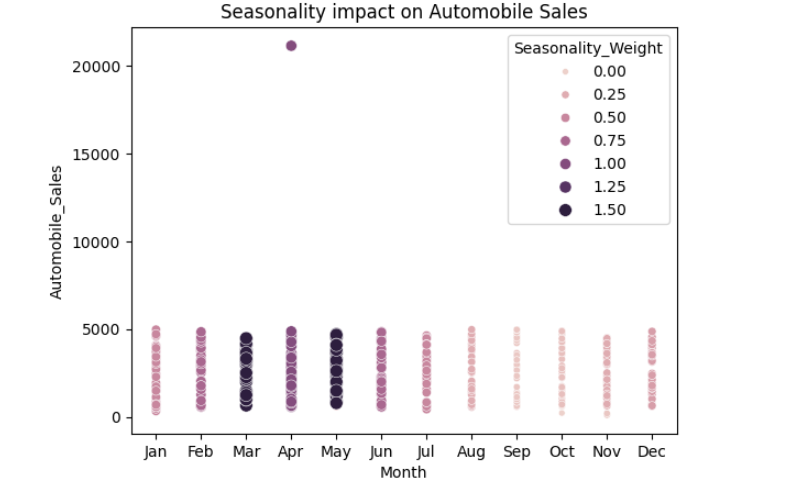 Seasonality impact on Automobile Sales
Automobile_Sales
20000
15000
10000
5000
0
Seasonality_Weight
0.00
0.25
0.50
0.75
1.00
1.25
1.50
Jan Feb Mar Apr May Jun Jul Aug Sep Oct Nov Dec
Month